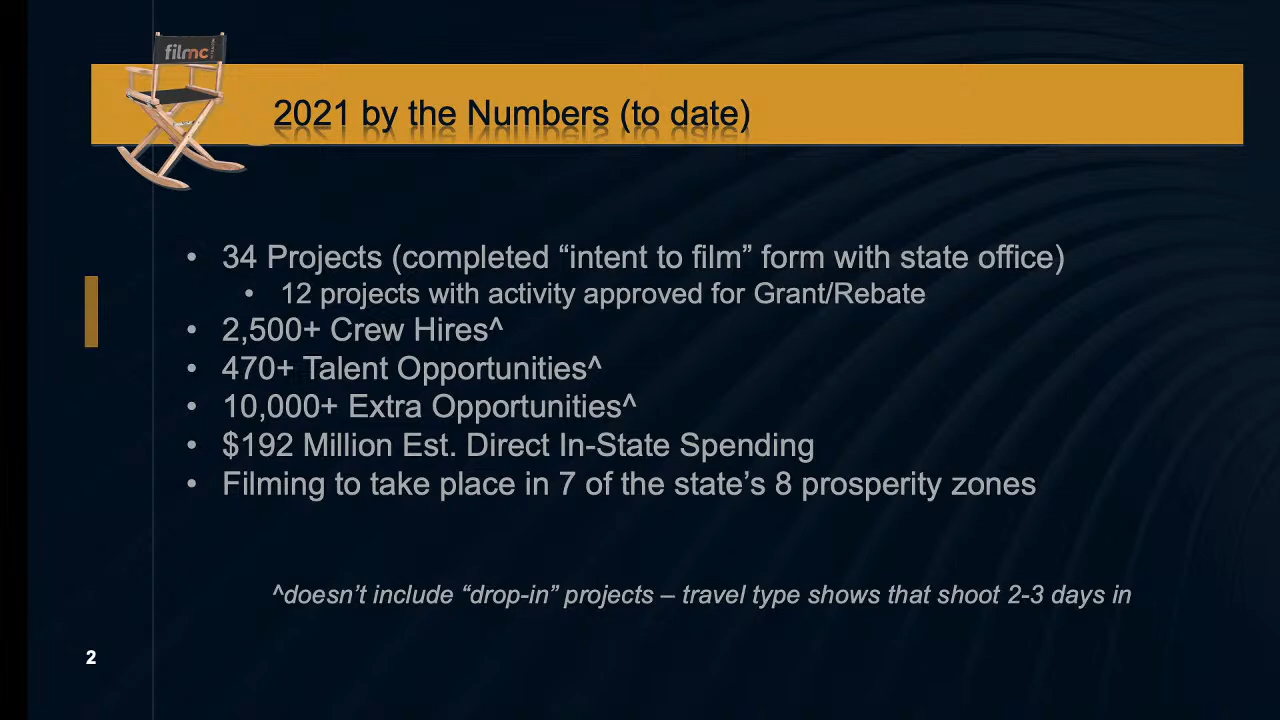 filmnc
2021 by the Numbers (to date)
• 34 Projects (completed “intent to film” form with state office)
• 12 projects with activity approved for Grant/Rebate
• 2,500+ Crew Hires^
• 470+ Talent Opportunities^
• 10,000+ Extra Opportunities^
• $192 Million Est. Direct In-State Spending
• Filming to take place in 7 of the state’s 8 prosperity zones
^doesn’t include “drop-in” projects – travel type shows that shoot 2-3 days in
2